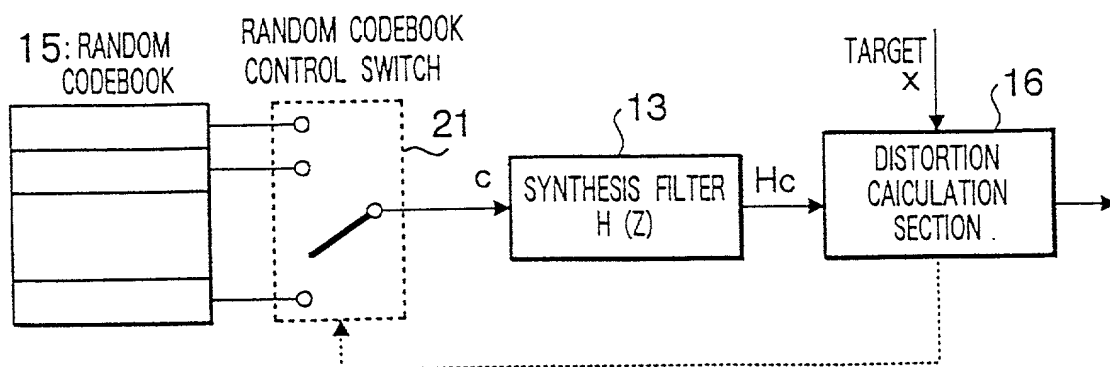 15: RANDOM
CODEBOOK
RANDOM CODEBOOK
CONTROL SWITCH
21
c
13
SYNTHESIS FILTER
H (Z)
Hc
TARGET
x
16
DISTORTION
CAICULATION
SECTION